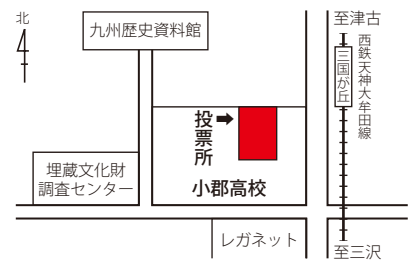 北
九州歴史資料館
至津古
三国が丘
西鉄天神大牟田線
投票所
➡
埋蔵文化財
調査センター
小郡高校
レガネット
至三沢